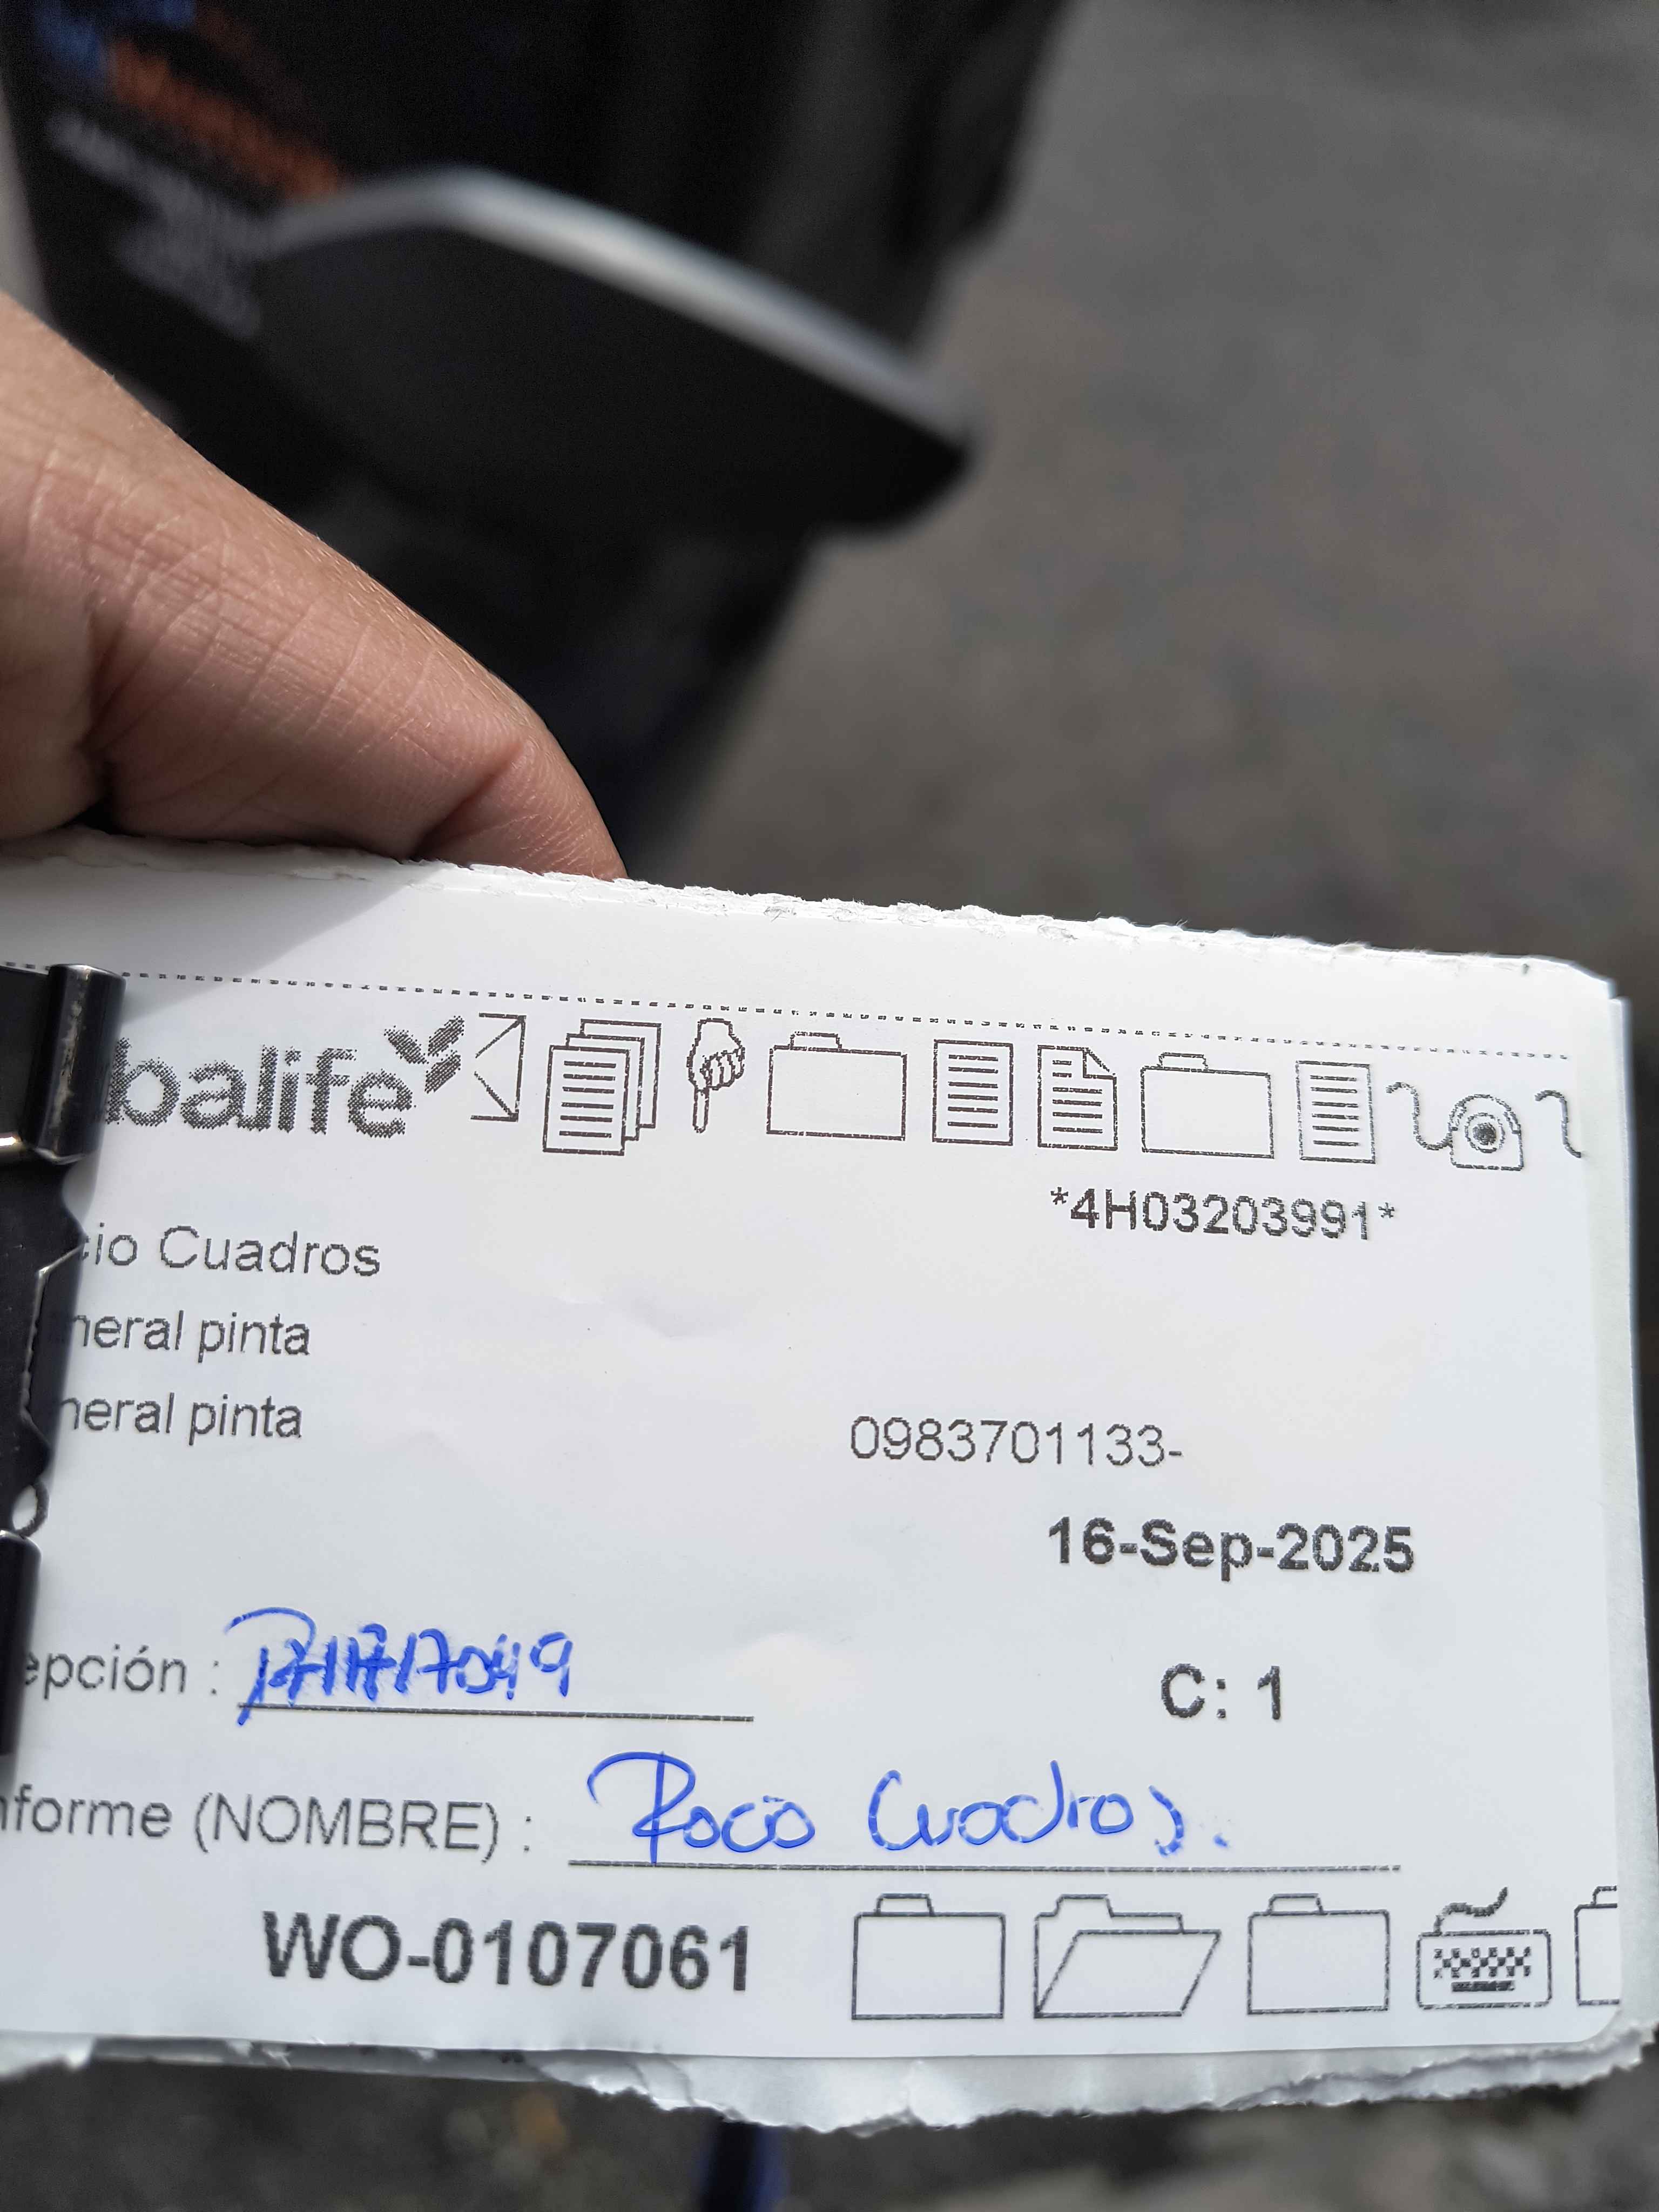 balife
*4H03203991*
cio Cuadros
neral pinta
neral pinta
0983701133-
16-Sep-2025
epción :
C: 1
nforme (NOMBRE) : Rocio Cuadros.
WO-0107061